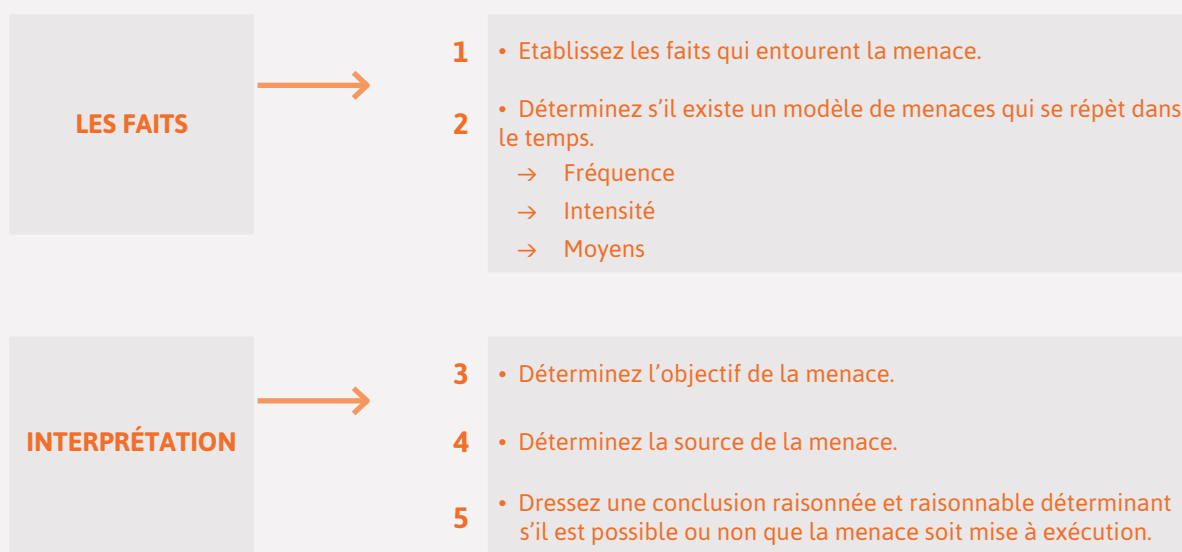 LES FAITS
1 • Etablissez les faits qui entourent la menace.
2 • Déterminez s’il existe un modèle de menaces qui se répèt dans
le temps.
→ Fréquence
→ Intensité
→ Moyens
INTERPRÉTATION
3 • Déterminez l’objectif de la menace.
4 • Déterminez la source de la menace.
5 • Dressez une conclusion raisonnée et raisonnable déterminant
s’il est possible ou non que la menace soit mise à exécution.